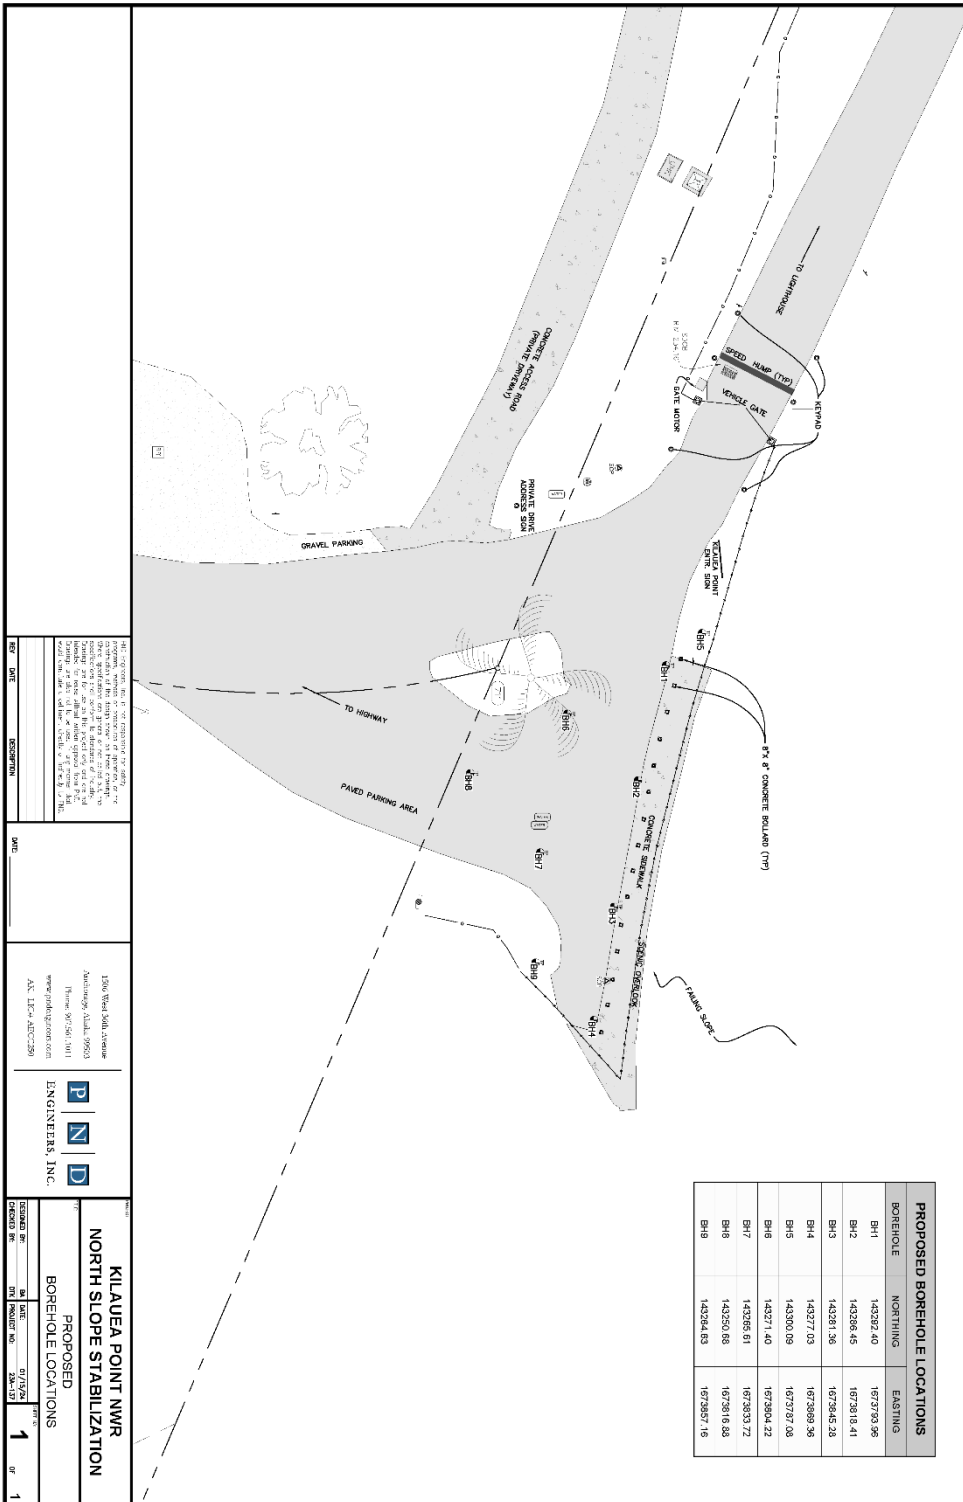 PROPOSED BOREHOLE LOCATIONS
BOREHOLE NORTHING EASTING
BH1 143292.40 1673793.96
BH2 143286.45 1673818.41
BH3 143281.36 1673845.28
BH4 143277.03 1673869.36
BH5 143300.09 1673787.08
BH6 143271.40 1673804.22
BH7 143265.61 1673833.72
BH8 143250.68 1673816.88
BH9 143264.63 1673857.16
TO LIGHTHOUSE
SPEED HUMP (TYP)
VEHICLE GATE
KEYPAD
GATE MOTOR
CONCRETE ACCESS ROAD
(PRIVATE DRIVEWAY)
PRIVATE DRIVE
ADDRESS SIGN
GRAVEL PARKING
KILAUEA POINT
ENTR. SIGN
BH5
BH1
8"X 8" CONCRETE BOLLARD (TYP)
BH6
BH2
BH8
BH7
TO HIGHWAY
PAVED PARKING AREA
CONCRETE SIDEWALK
BH3
SCENIC OVERLOOK
FAILING SLOPE
BH9
BH4
REV DATE DESCRIPTION
DATE:
1506 West 36th Avenue
Anchorage, Alaska 99503
Phone: 907.561.1011
www.pndengineers.com
P N D
ENGINEERS, INC.
KILAUEA POINT NWR
NORTH SLOPE STABILIZATION
PROPOSED
BOREHOLE LOCATIONS
DESIGNED BY: DATE: 01/15/24
CHECKED BY: PROJECT NO:
1 OF 1